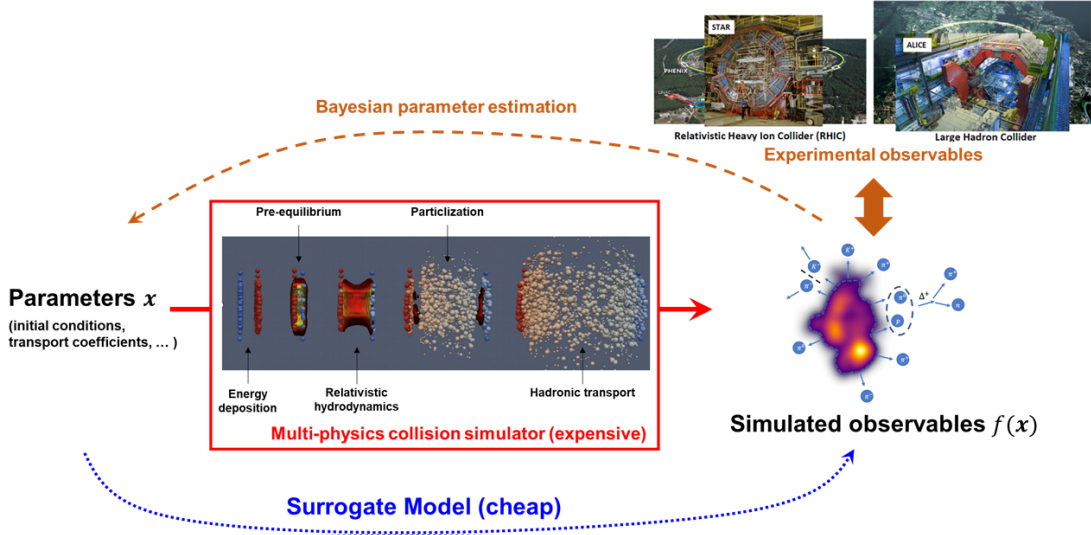 STAR
PHENIX
ALICE
Relativistic Heavy Ion Collider (RHIC)
Large Hadron Collider
Bayesian parameter estimation
Experimental observables
Pre-equilibrium
Particlization
Parameters x
(initial conditions,
transport coefficients, … )
Energy
deposition
Relativistic
hydrodynamics
Hadronic transport
Multi-physics collision simulator (expensive)
Δ⁺
p
n
Simulated observables f(x)
Surrogate Model (cheap)